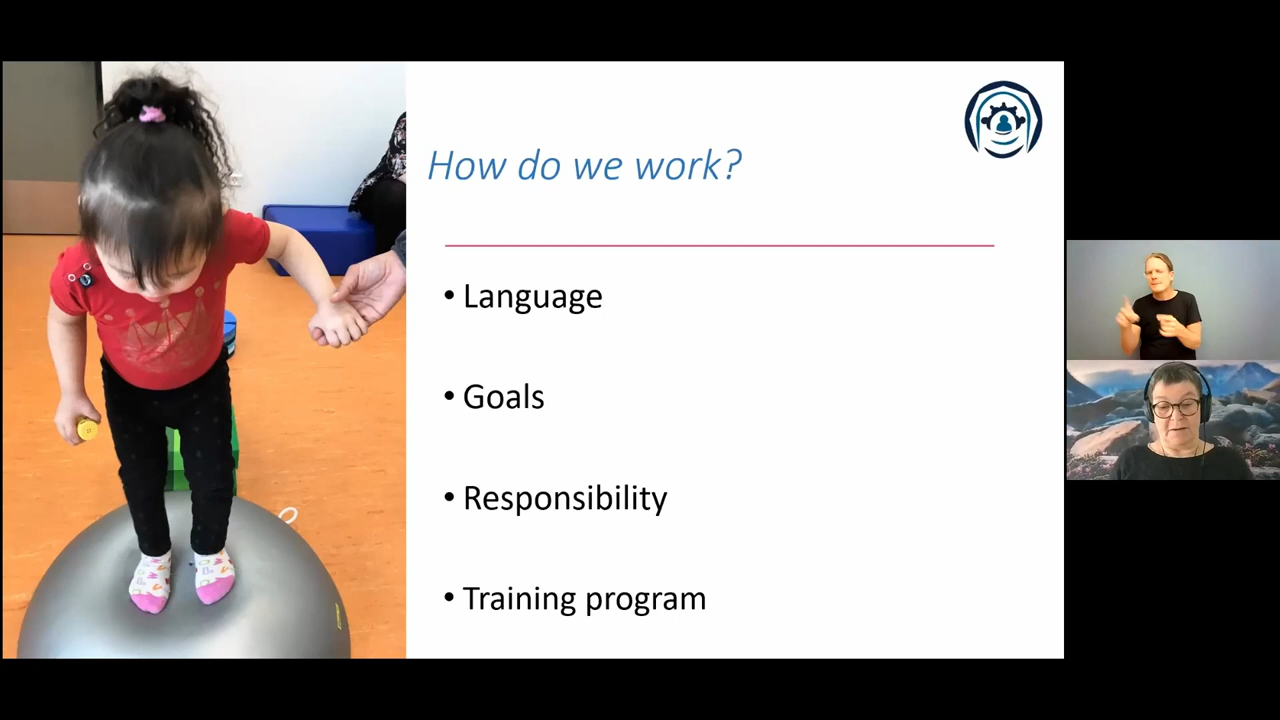 How do we work?
• Language
• Goals
• Responsibility
• Training program